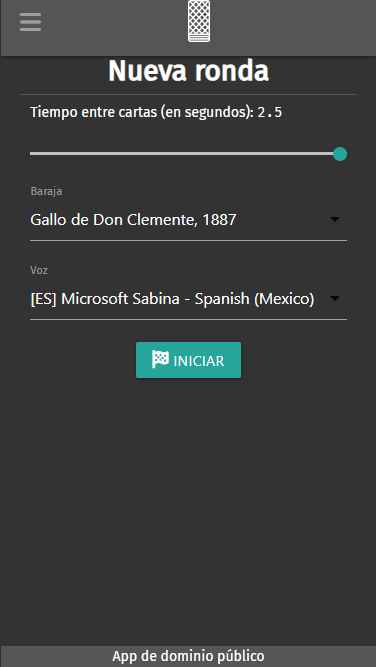 Nueva ronda
Tiempo entre cartas (en segundos): 2.5
Baraja
Gallo de Don Clemente, 1887
Voz
[ES] Microsoft Sabina - Spanish (Mexico)
INICIAR
App de dominio público